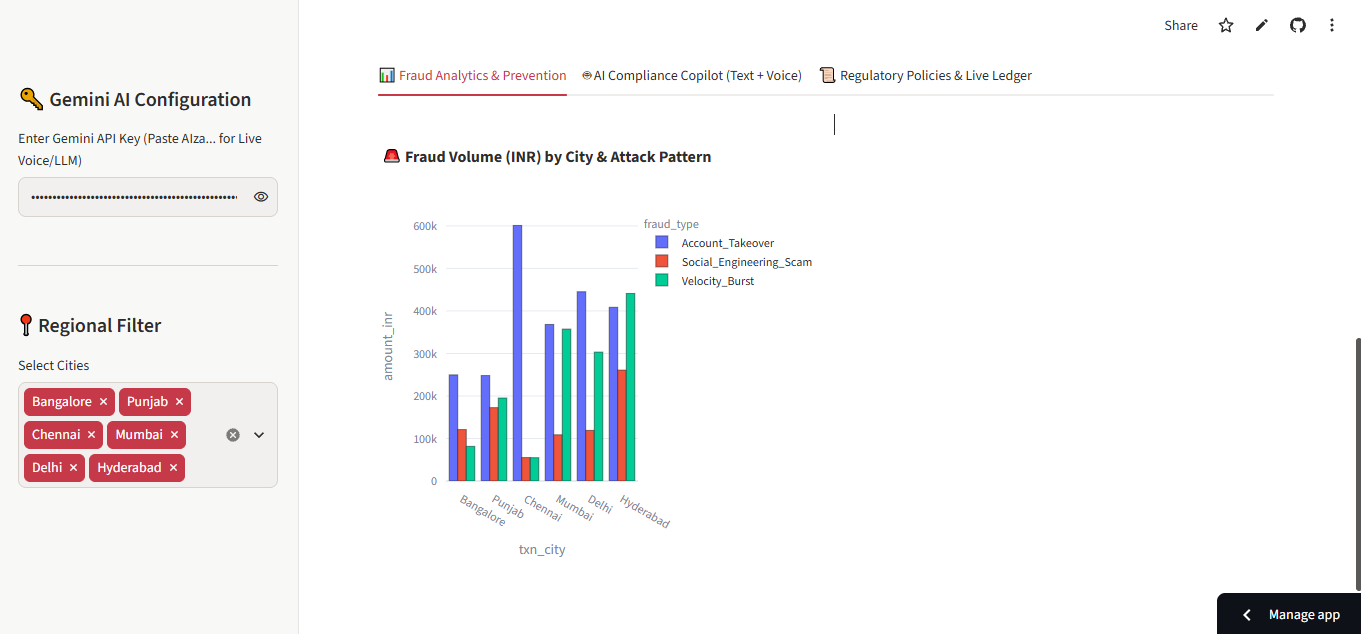 Share
Gemini AI Configuration
Enter Gemini API Key (Paste AIza... for Live
Voice/LLM)
••••••••••••••••••••••••••••••••••••••••••••••••
Regional Filter
Select Cities
Bangalore × Punjab ×
Chennai × Mumbai ×
Delhi × Hyderabad ×
Fraud Analytics & Prevention
AI Compliance Copilot (Text + Voice)
Regulatory Policies & Live Ledger
Fraud Volume (INR) by City & Attack Pattern
600k
500k
400k
300k
200k
100k
0
amount_inr
Bangalore
Punjab
Chennai
Mumbai
Delhi
Hyderabad
txn_city
fraud_type
Account_Takeover
Social_Engineering_Scam
Velocity_Burst
Manage app